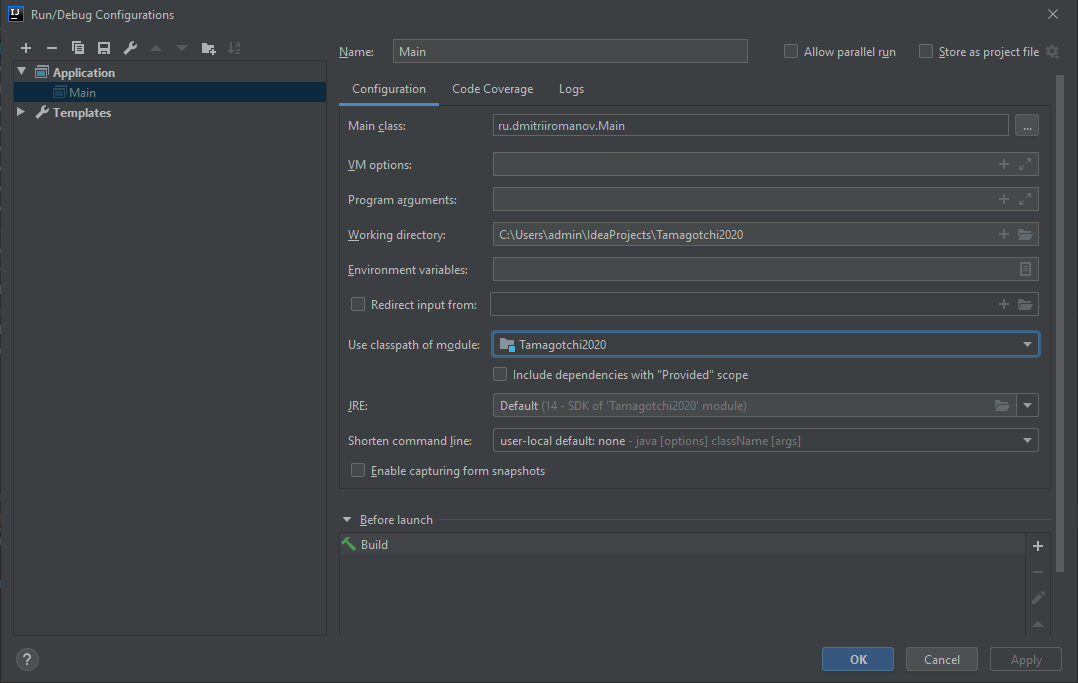 Run/Debug Configurations
Name: Main Allow parallel run Store as project file
Application
Main
Templates
Configuration Code Coverage Logs
Main class: ru.dmitriiromanov.Main ...
VM options:
Program arguments:
Working directory: C:\Users\admin\IdeaProjects\Tamagotchi2020
Environment variables:
Redirect input from:
Use classpath of module: Tamagotchi2020
Include dependencies with "Provided" scope
JRE: Default (14 - SDK of 'Tamagotchi2020' module)
Shorten command line: user-local default: none - java [options] className [args]
Enable capturing form snapshots
Before launch
Build
? OK Cancel Apply